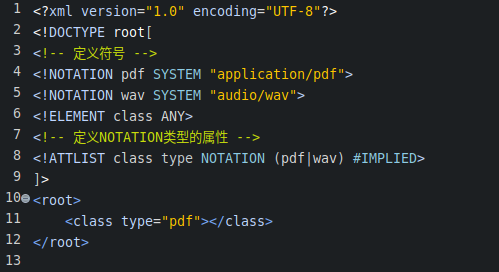 1 <?xml version="1.0" encoding="UTF-8"?>
2 <!DOCTYPE root[
3 <!-- 定义符号 -->
4 <!NOTATION pdf SYSTEM "application/pdf">
5 <!NOTATION wav SYSTEM "audio/wav">
6 <!ELEMENT class ANY>
7 <!-- 定义NOTATION类型的属性 -->
8 <!ATTLIST class type NOTATION (pdf|wav) #IMPLIED>
9 ]>
10 <root>
11     <class type="pdf"></class>
12 </root>
13